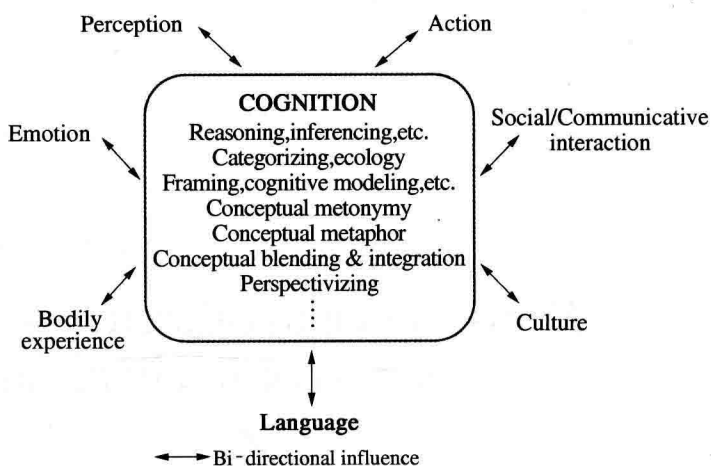 Perception
Action
COGNITION
Reasoning,inferencing,etc.
Categorizing,ecology
Framing,cognitive modeling,etc.
Conceptual metonymy
Conceptual metaphor
Conceptual blending & integration
Perspectivizing
Emotion
Social/Communicative
interaction
Bodily
experience
Culture
Language
Bi-directional influence